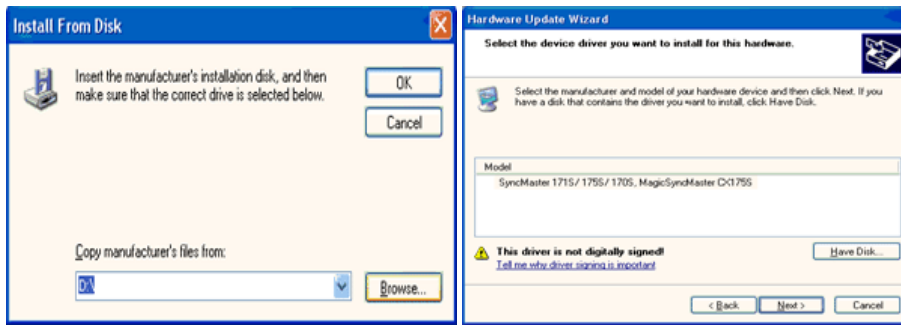 Install From Disk
Insert the manufacturer's installation disk, and then
make sure that the correct drive is selected below.
OK
Cancel
Copy manufacturer's files from:
D:\
Browse...
Hardware Update Wizard
Select the device driver you want to install for this hardware.
Select the manufacturer and model of your hardware device and then click Next. If you
have a disk that contains the driver you want to install, click Have Disk.
Model
SyncMaster 171S/ 175S/ 170S, MagicSyncMaster CX175S
This driver is not digitally signed!
Tell me why driver signing is important
Have Disk...
< Back
Next >
Cancel